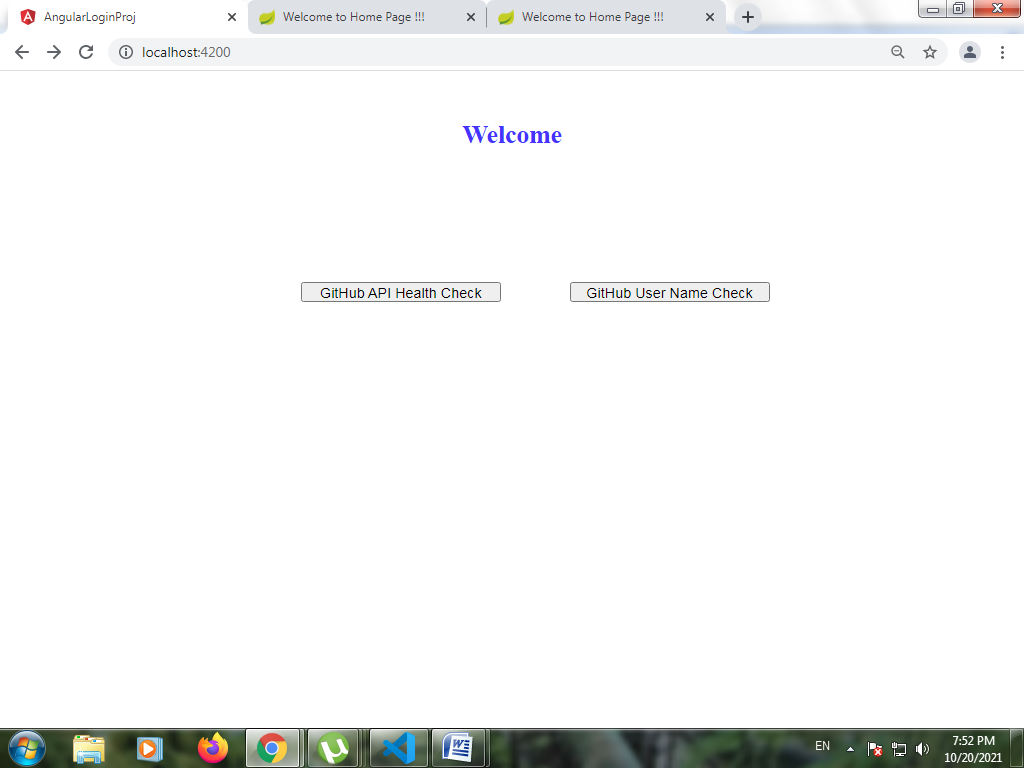 AngularLoginProj
Welcome to Home Page !!!
Welcome to Home Page !!!
localhost:4200
Welcome
GitHub API Health Check
GitHub User Name Check
EN
7:52 PM
10/20/2021